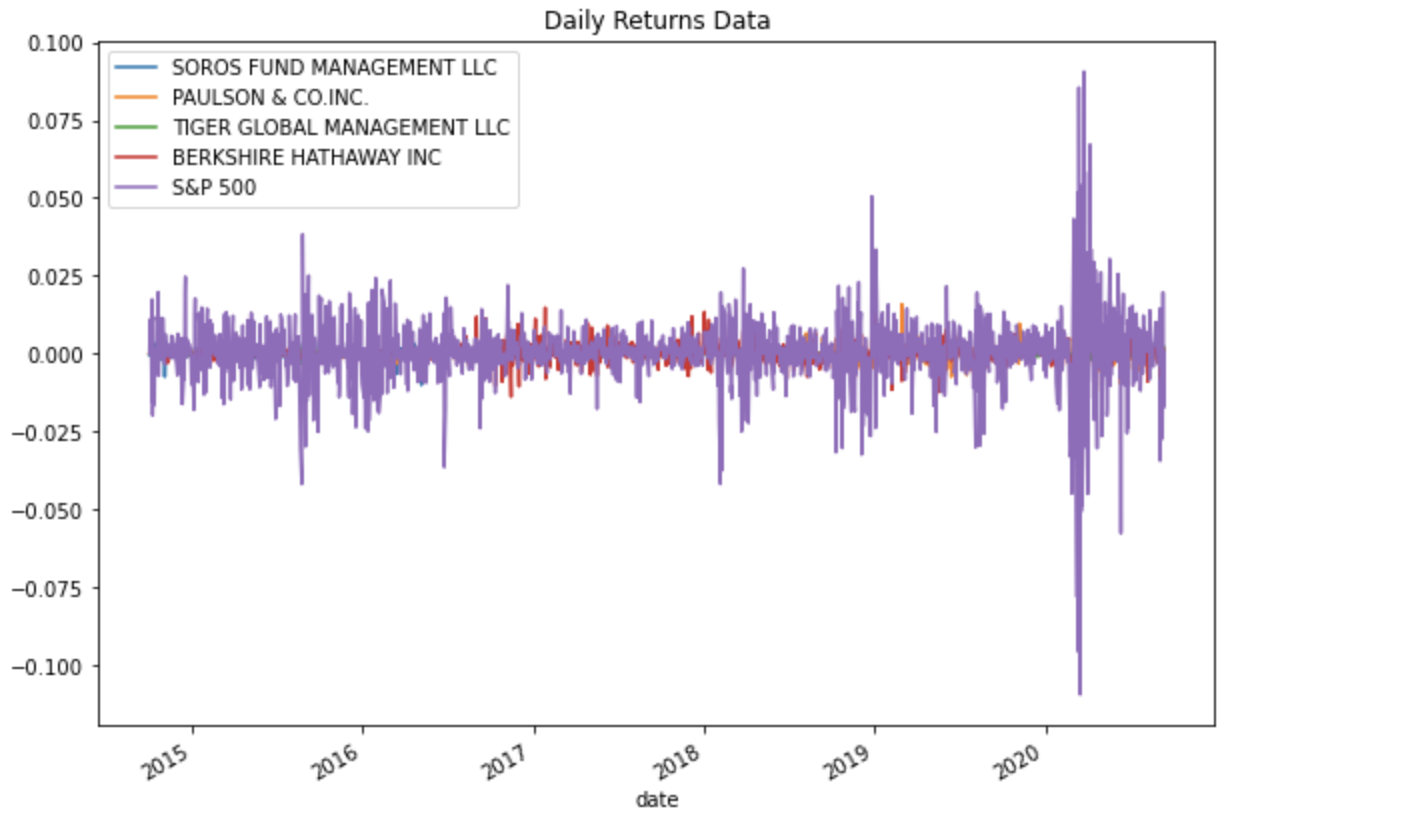 Daily Returns Data
0.100
0.075
0.050
0.025
0.000
−0.025
−0.050
−0.075
−0.100
SOROS FUND MANAGEMENT LLC
PAULSON & CO.INC.
TIGER GLOBAL MANAGEMENT LLC
BERKSHIRE HATHAWAY INC
S&P 500
2015
2016
2017
2018
2019
2020
date